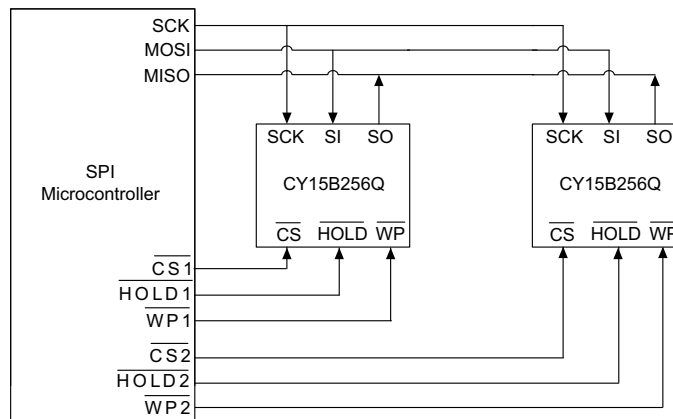 SCK
MOSI
MISO
SPI
Microcontroller
CS1
HOLD1
WP1
CS2
HOLD2
WP2
SCK SI SO
CY15B256Q
CS HOLD WP
SCK SI SO
CY15B256Q
CS HOLD WP